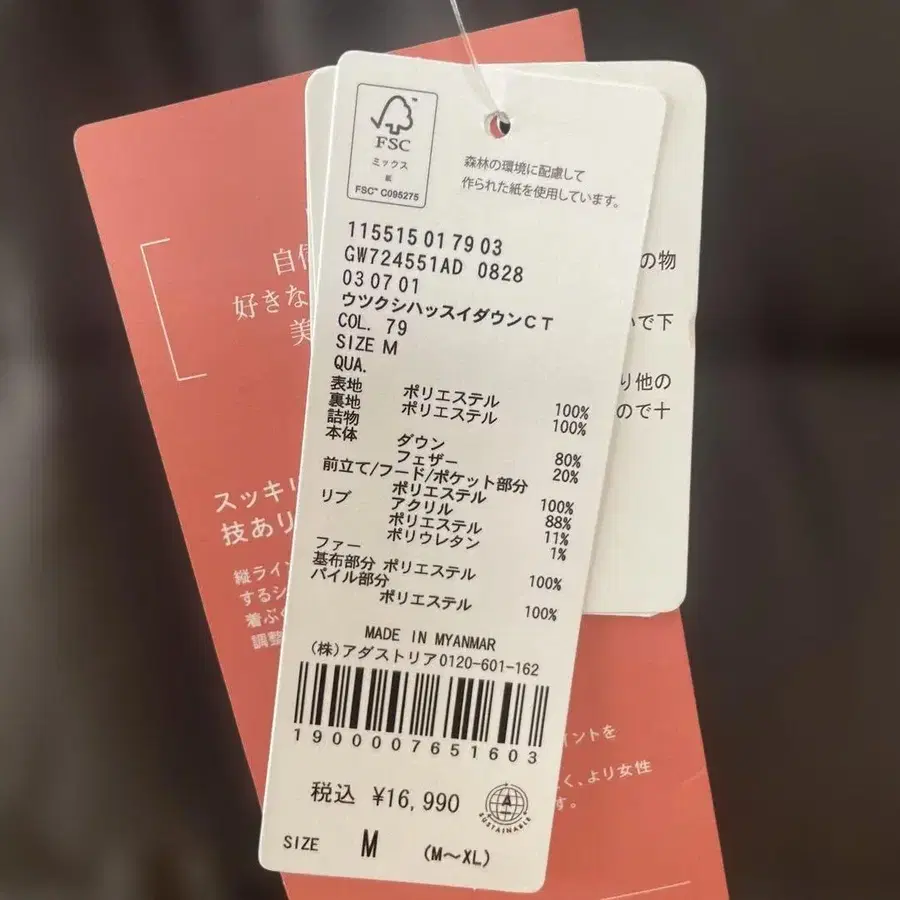 FSC™
ミックス
紙
FSC™ C095275
森林の環境に配慮して
作られた紙を使用しています。
115515 01 79 03
GW724551AD 0828
03 07 01
ウツクシハッスイダウンCT
COL. 79
SIZE M
QUA.
表地 ポリエステル 100%
裏地 ポリエステル 100%
詰物
本体 ダウン 80%
フェザー 20%
前立て/フード/ポケット部分
ポリエステル 100%
リブ アクリル 88%
ポリエステル 11%
ポリウレタン 1%
ファー
基布部分 ポリエステル 100%
パイル部分
ポリエステル 100%
MADE IN MYANMAR
(株)アダストリア0120-601-162
1900007651603
税込 ¥16,990
SUSTAINABLE
SIZE M (M〜XL)
の物
で下
り他の
ので十
自信
好きな
美
スッキリ
技あり
縦ライン
するシ
着ぶく
調整
イントを
く、より女性
す。